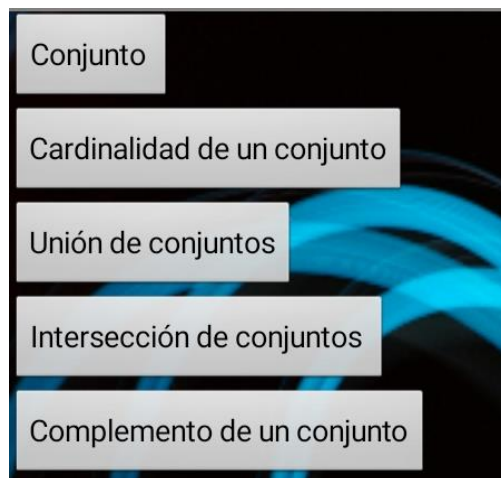 Conjunto
Cardinalidad de un conjunto
Unión de conjuntos
Intersección de conjuntos
Complemento de un conjunto